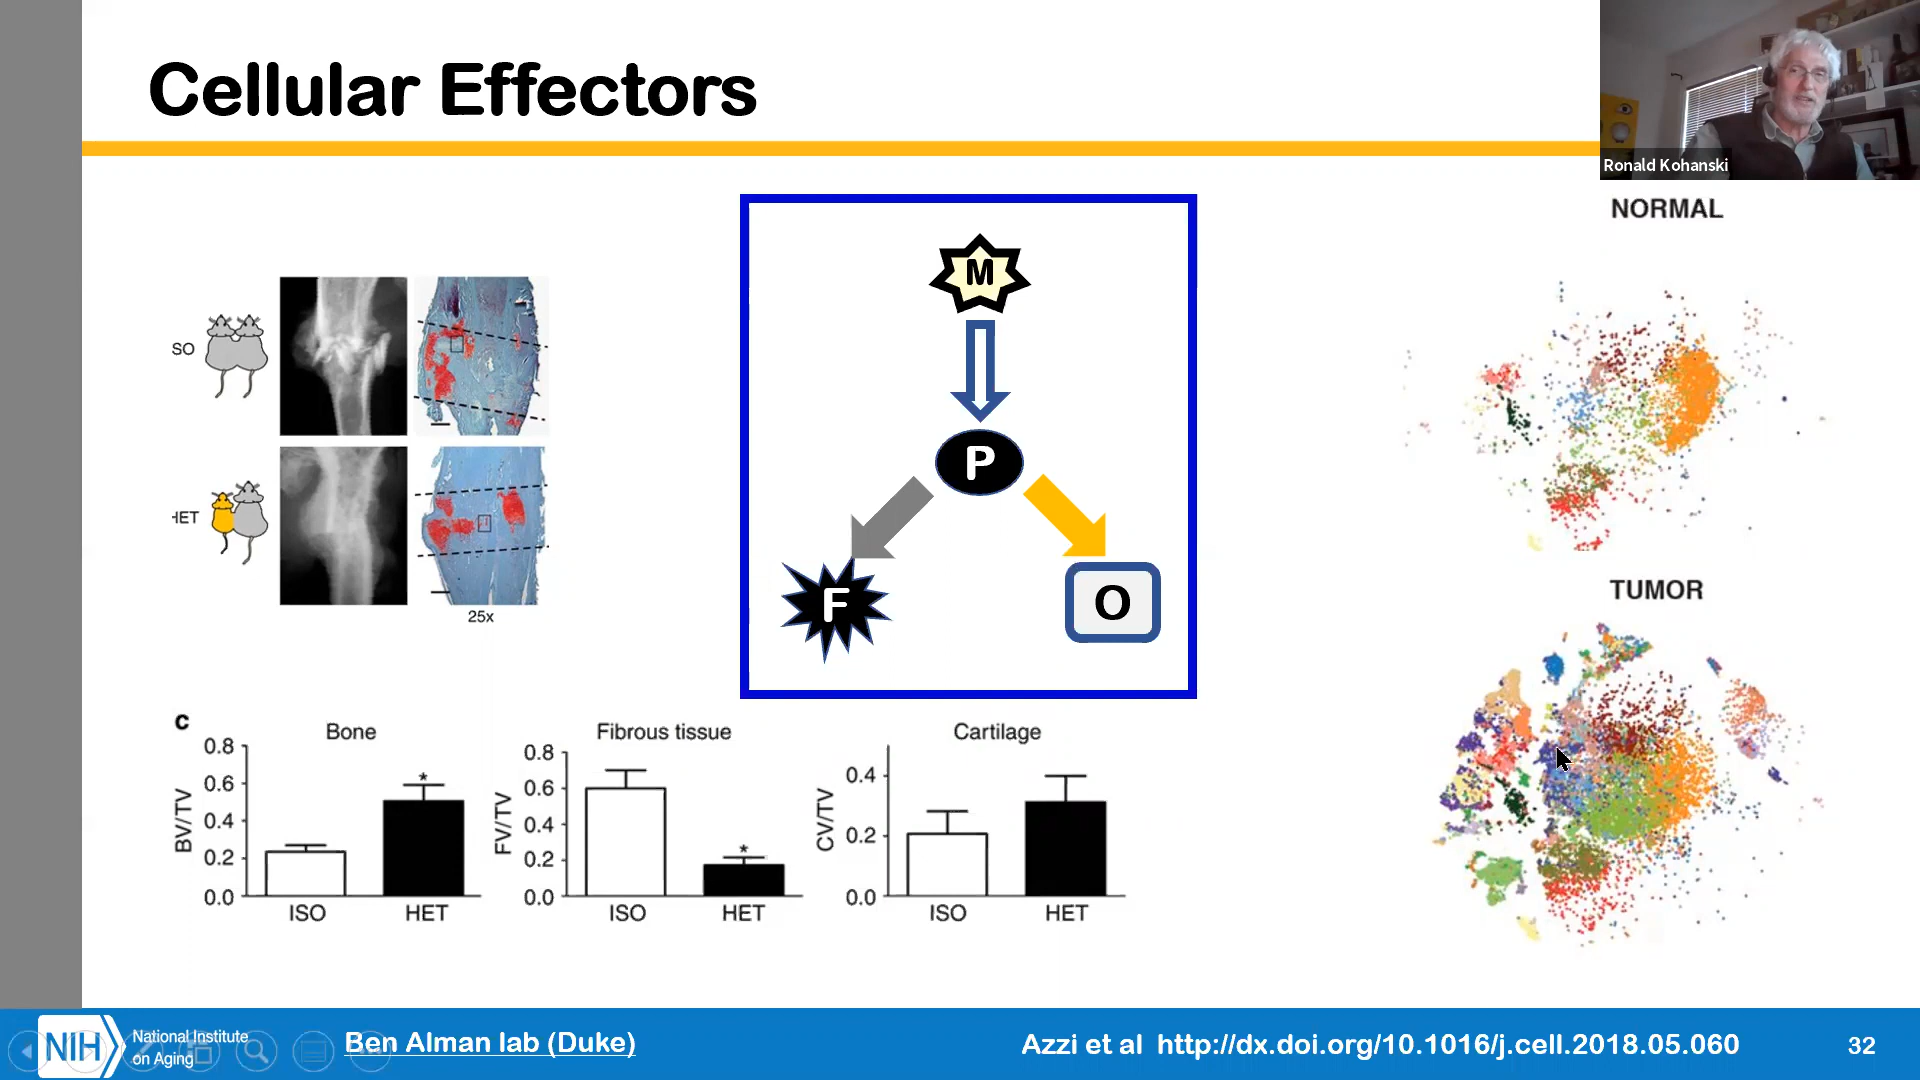 Cellular Effectors
Ronald Kohanski
NORMAL
M
SO
P
HET
F
O
25x
TUMOR
c
Bone
Fibrous tissue
Cartilage
BV/TV
0.8
0.6
0.4
0.2
0.0
ISO
HET
*
FV/TV
0.8
0.6
0.4
0.2
0.0
ISO
HET
*
CV/TV
0.4
0.2
0.0
ISO
HET
NIH
National Institute
on Aging
Ben Alman lab (Duke)
Azzi et al http://dx.doi.org/10.1016/j.cell.2018.05.060
32